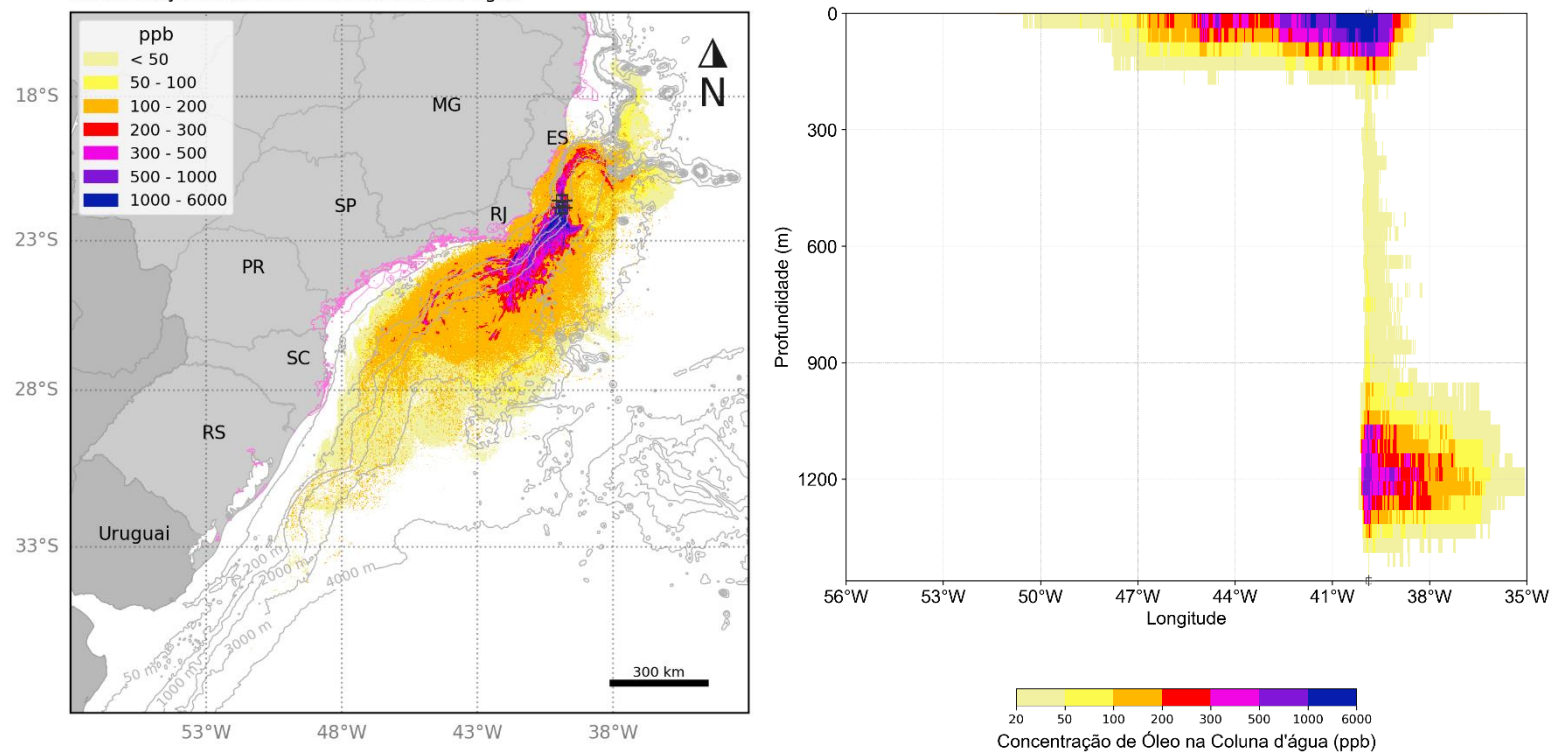 ppb
< 50
50 - 100
100 - 200
200 - 300
300 - 500
500 - 1000
1000 - 6000
N
18°S
23°S
28°S
33°S
MG
ES
SP
RJ
PR
SC
RS
Uruguai
50 m
200 m
1000 m
2000 m
3000 m
4000 m
300 km
53°W
48°W
43°W
38°W
0
300
600
900
1200
Profundidade (m)
56°W
53°W
50°W
47°W
44°W
41°W
38°W
35°W
Longitude
20
50
100
200
300
500
1000
6000
Concentração de Óleo na Coluna d'água (ppb)